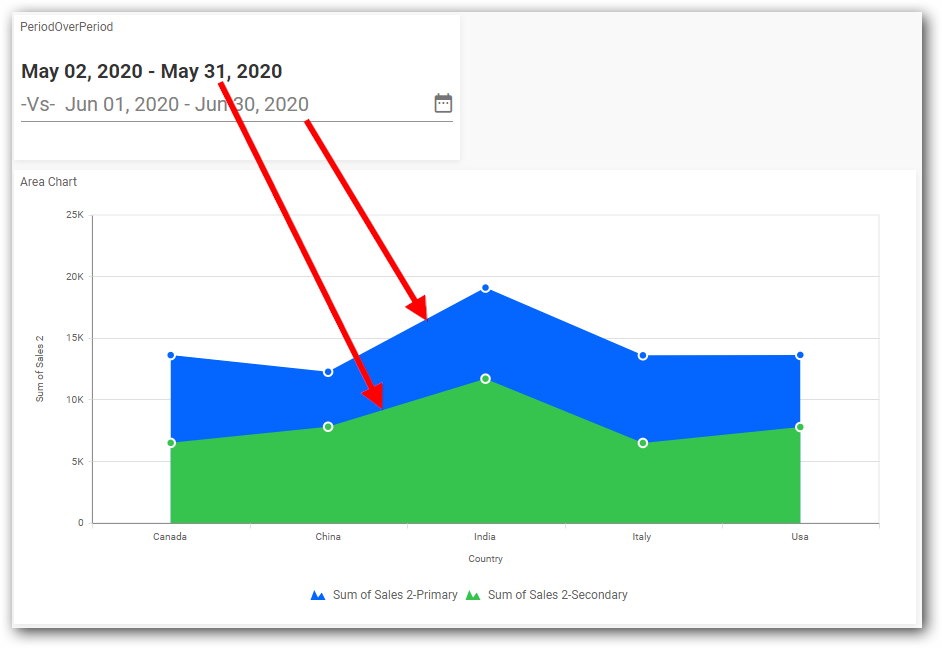 PeriodOverPeriod
May 02, 2020 - May 31, 2020
-Vs- Jun 01, 2020 - Jun 30, 2020
Area Chart
25K
20K
15K
10K
5K
0
Sum of Sales 2
Canada China India Italy Usa
Country
Sum of Sales 2-Primary Sum of Sales 2-Secondary